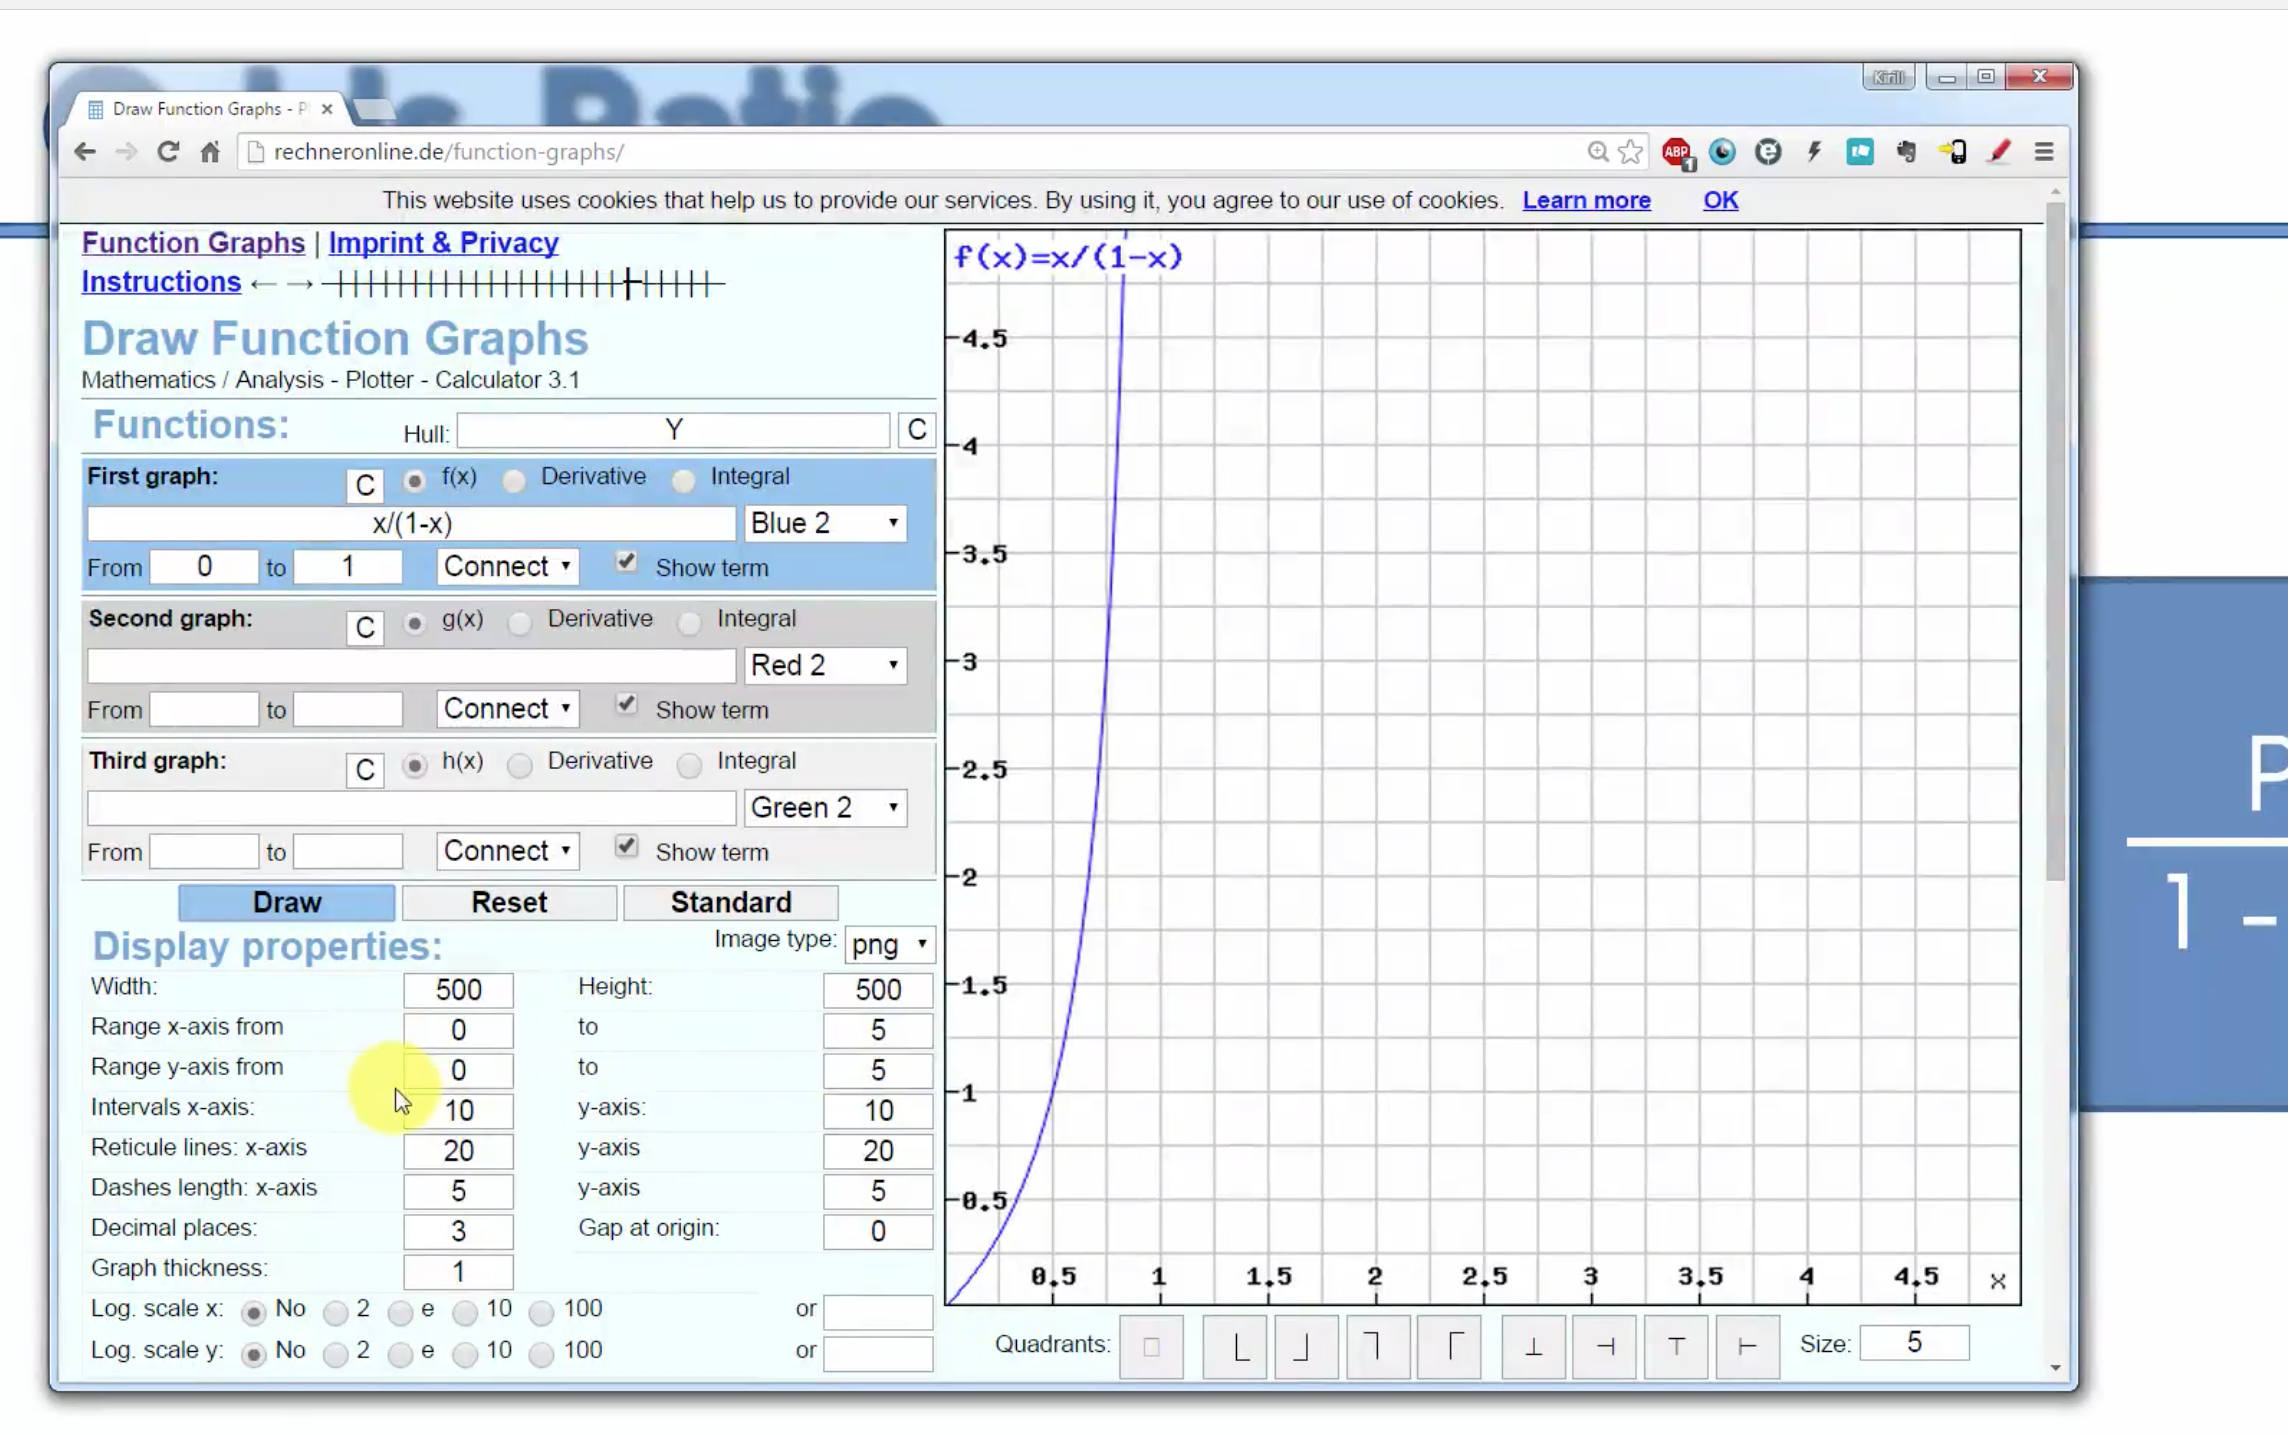 Ratio
Kirill
Draw Function Graphs - P
rechneronline.de/function-graphs/
ABP
1
This website uses cookies that help us to provide our services. By using it, you agree to our use of cookies. Learn more OK
Function Graphs | Imprint & Privacy
Instructions ← →
Draw Function Graphs
Mathematics / Analysis - Plotter - Calculator 3.1
Functions: Hull: Y C
First graph: C f(x) Derivative Integral
x/(1-x) Blue 2
From 0 to 1 Connect Show term
Second graph: C g(x) Derivative Integral
Red 2
From to Connect Show term
Third graph: C h(x) Derivative Integral
Green 2
From to Connect Show term
Draw Reset Standard
Display properties: Image type: png
Width: 500 Height: 500
Range x-axis from 0 to 5
Range y-axis from 0 to 5
Intervals x-axis: 10 y-axis: 10
Reticule lines: x-axis 20 y-axis 20
Dashes length: x-axis 5 y-axis 5
Decimal places: 3 Gap at origin: 0
Graph thickness: 1
Log. scale x: No 2 e 10 100 or
Log. scale y: No 2 e 10 100 or
f(x)=x/(1-x)
4.5
4
3.5
3
2.5
2
1.5
1
0.5
0.5 1 1.5 2 2.5 3 3.5 4 4.5 x
Quadrants: Size: 5
P
1 -